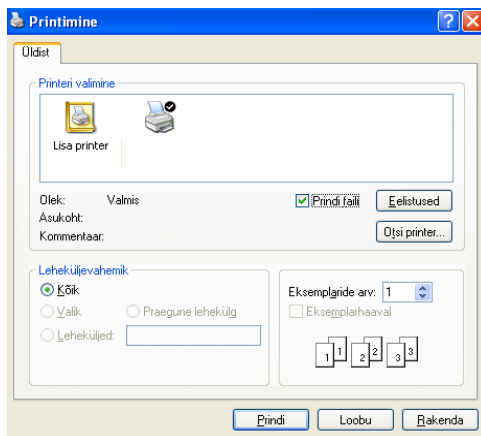 Printimine
Üldist
Printeri valimine
Lisa printer
Olek: Valmis
Asukoht:
Kommentaar:
Prindi faili
Eelistused
Otsi printer...
Leheküljevahemik
Kõik
Valik
Praegune lehekülg
Leheküljed:
Eksemplaride arv: 1
Eksemplarhaaval
1 1 2 2 3 3
Prindi
Loobu
Rakenda